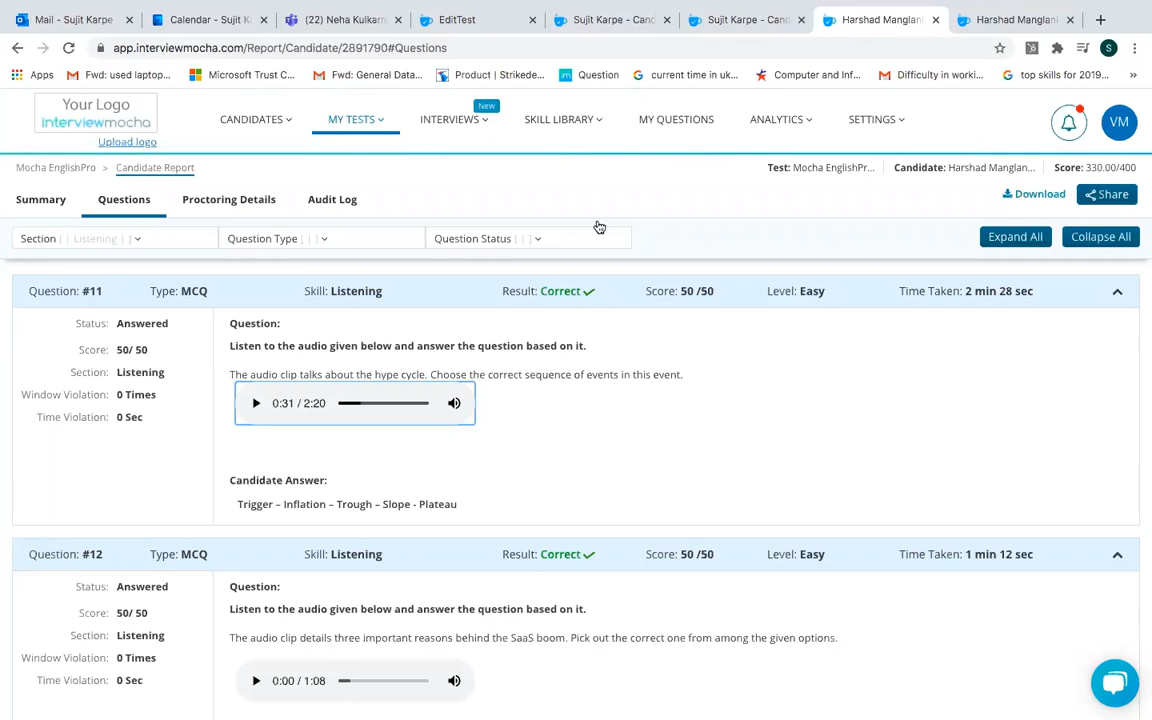 Mail - Sujit Karpe
Calendar - Sujit K
(22) Neha Kulkarn
EditTest
Sujit Karpe - Canc
Sujit Karpe - Cand
Harshad Manglan
Harshad Manglani
app.interviewmocha.com/Report/Candidate/2891790#Questions
S
Apps
Fwd: used laptop...
Microsoft Trust C...
Fwd: General Data...
Product | Strikede...
Question
current time in uk...
Computer and Inf...
Difficulty in worki...
top skills for 2019...
»
Your Logo
interviewmocha
Upload logo
CANDIDATES
MY TESTS
New
INTERVIEWS
SKILL LIBRARY
MY QUESTIONS
ANALYTICS
SETTINGS
VM
Mocha EnglishPro > Candidate Report
Test: Mocha EnglishPr...
Candidate: Harshad Manglan...
Score: 330.00/400
Summary
Questions
Proctoring Details
Audit Log
Download
Share
Section | [ Listening ]
Question Type [ ]
Question Status [ ]
Expand All
Collapse All
Question: #11 Type: MCQ Skill: Listening Result: Correct Score: 50 /50 Level: Easy Time Taken: 2 min 28 sec
Status: Answered
Score: 50/ 50
Section: Listening
Window Violation: 0 Times
Time Violation: 0 Sec
Question:
Listen to the audio given below and answer the question based on it.
The audio clip talks about the hype cycle. Choose the correct sequence of events in this event.
0:31 / 2:20
Candidate Answer:
Trigger – Inflation – Trough – Slope - Plateau
Question: #12 Type: MCQ Skill: Listening Result: Correct Score: 50 /50 Level: Easy Time Taken: 1 min 12 sec
Status: Answered
Score: 50/ 50
Section: Listening
Window Violation: 0 Times
Time Violation: 0 Sec
Question:
Listen to the audio given below and answer the question based on it.
The audio clip details three important reasons behind the SaaS boom. Pick out the correct one from among the given options.
0:00 / 1:08